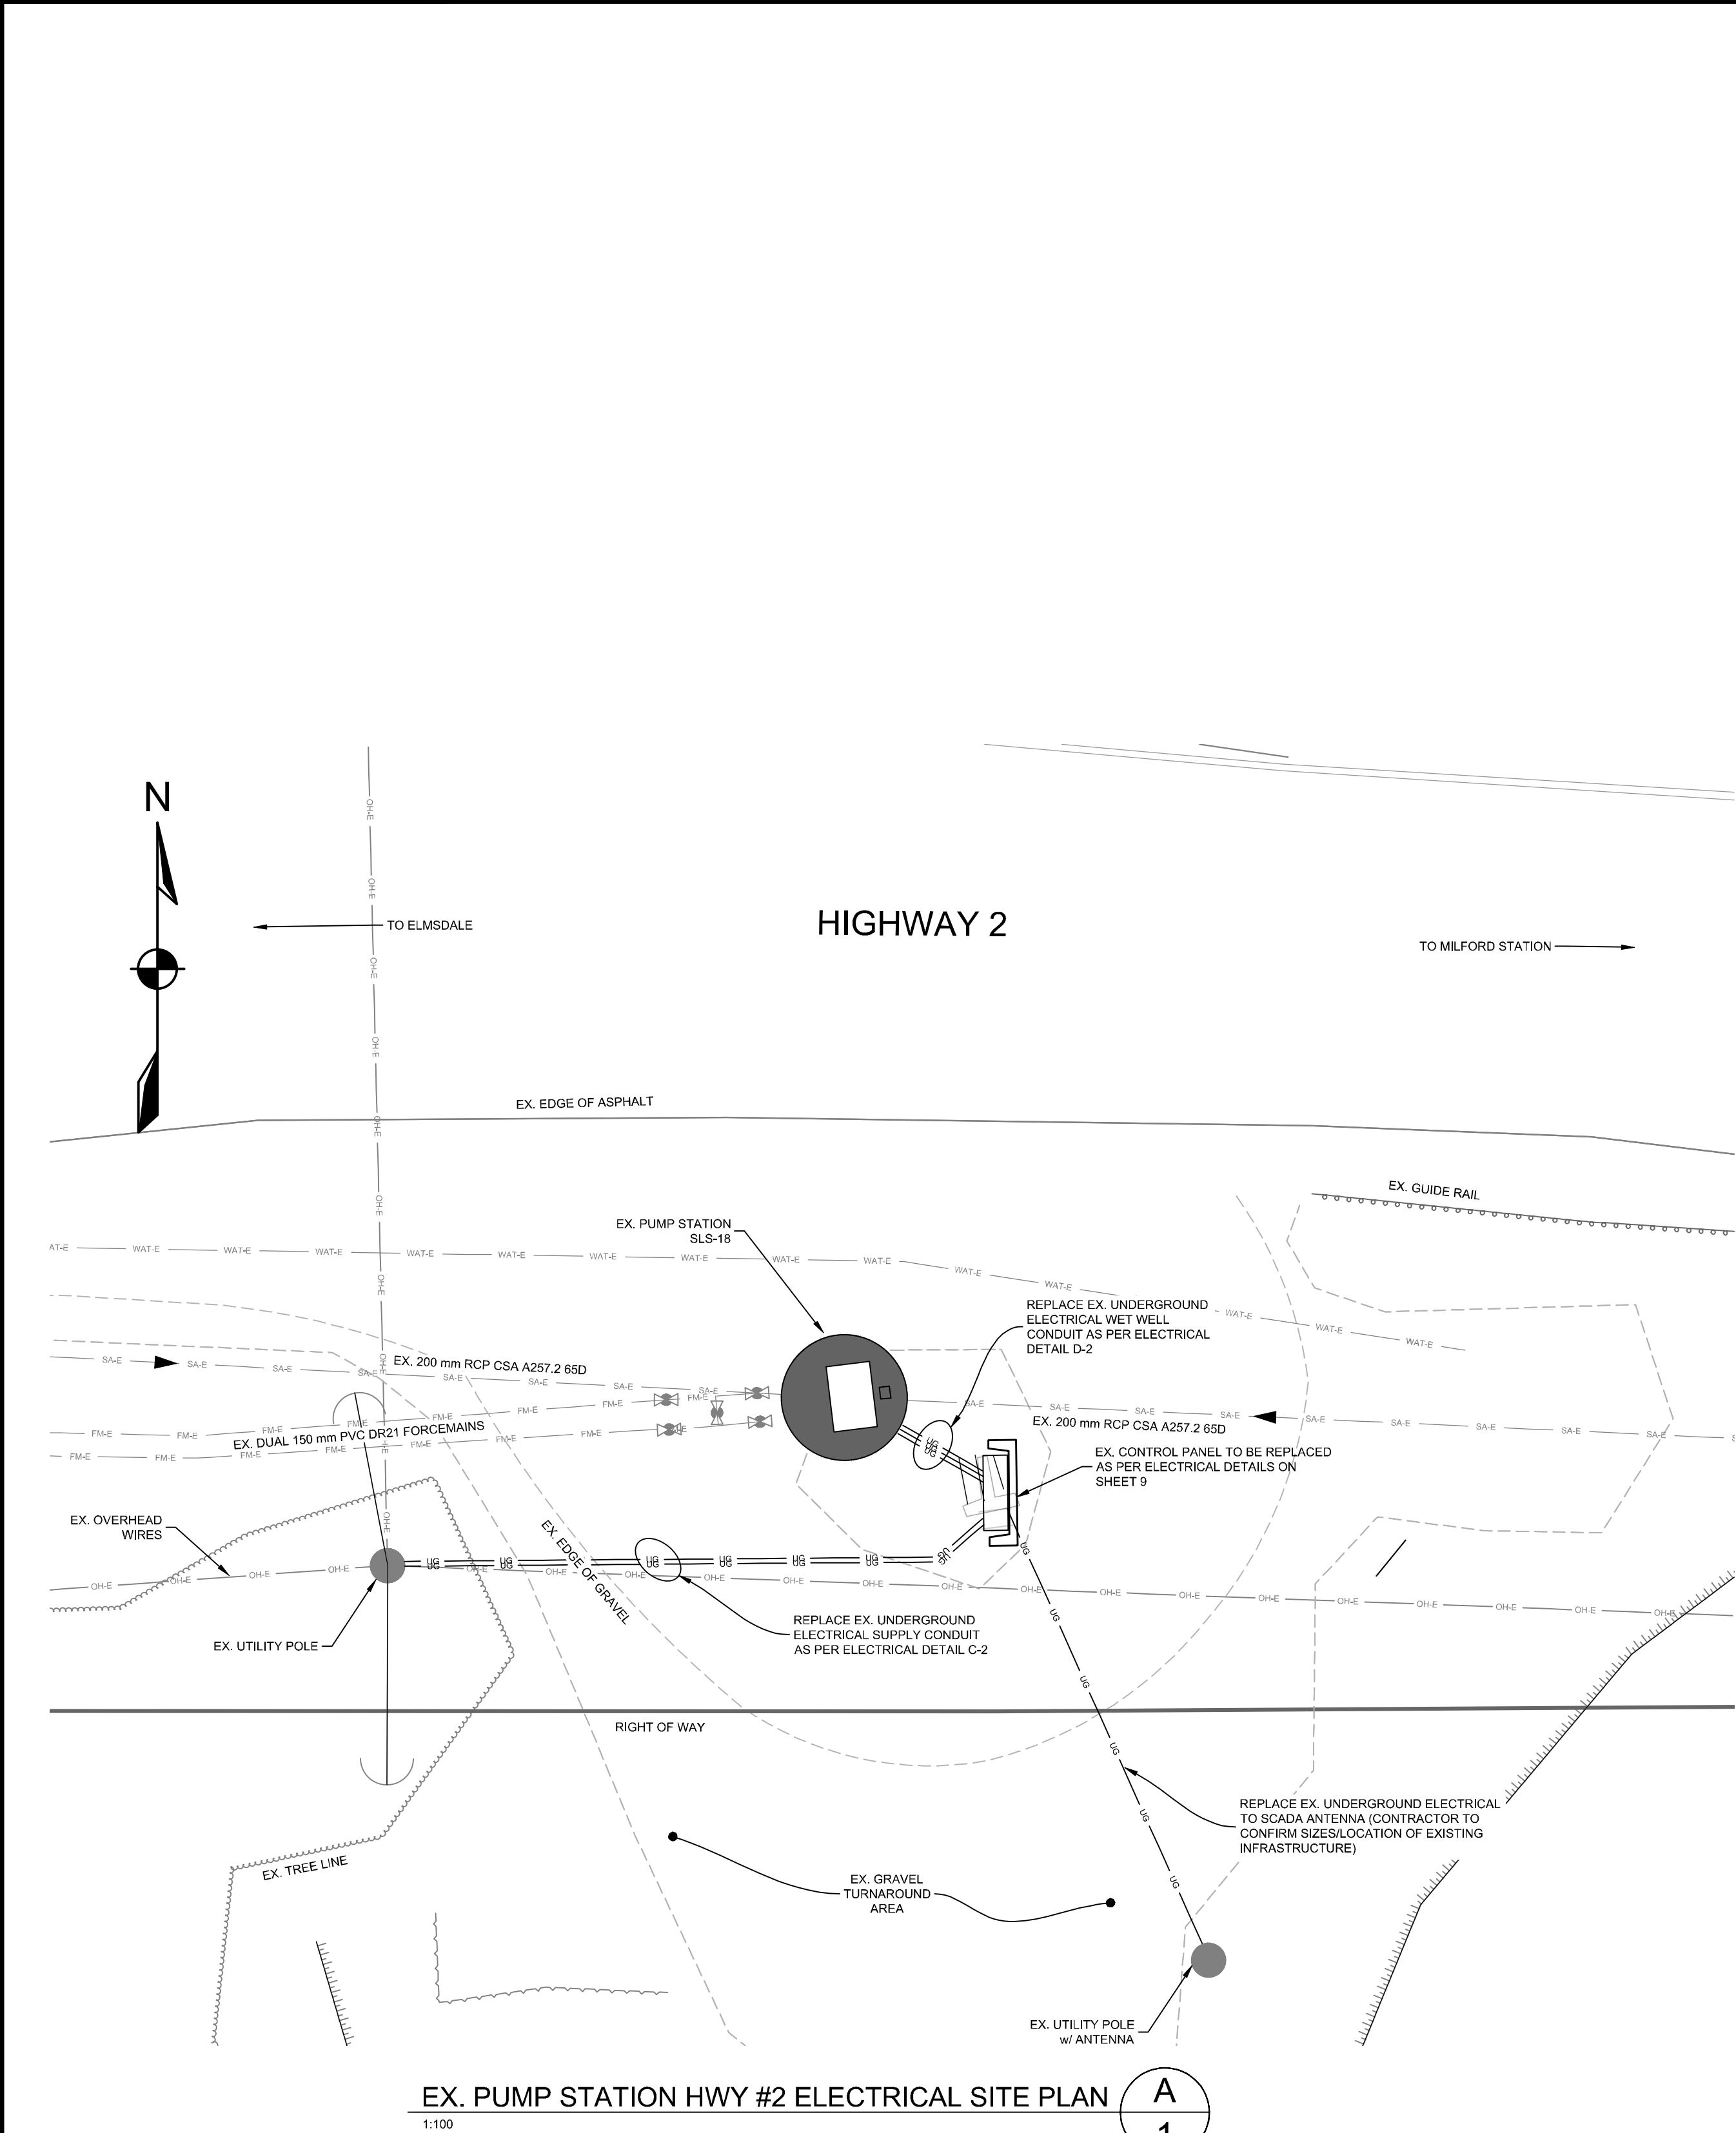 N
TO ELMSDALE
HIGHWAY 2
TO MILFORD STATION
EX. EDGE OF ASPHALT
EX. GUIDE RAIL
EX. PUMP STATION
SLS-18
REPLACE EX. UNDERGROUND
ELECTRICAL WET WELL
CONDUIT AS PER ELECTRICAL
DETAIL D-2
EX. 200 mm RCP CSA A257.2 65D
EX. 200 mm RCP CSA A257.2 65D
EX. DUAL 150 mm PVC DR21 FORCEMAINS
EX. CONTROL PANEL TO BE REPLACED
AS PER ELECTRICAL DETAILS ON
SHEET 9
EX. OVERHEAD
WIRES
EX. EDGE OF GRAVEL
EX. UTILITY POLE
REPLACE EX. UNDERGROUND
ELECTRICAL SUPPLY CONDUIT
AS PER ELECTRICAL DETAIL C-2
RIGHT OF WAY
REPLACE EX. UNDERGROUND ELECTRICAL
TO SCADA ANTENNA (CONTRACTOR TO
CONFIRM SIZES/LOCATION OF EXISTING
INFRASTRUCTURE)
EX. TREE LINE
EX. GRAVEL
TURNAROUND
AREA
EX. UTILITY POLE
w/ ANTENNA
EX. PUMP STATION HWY #2 ELECTRICAL SITE PLAN
A
1
1:100